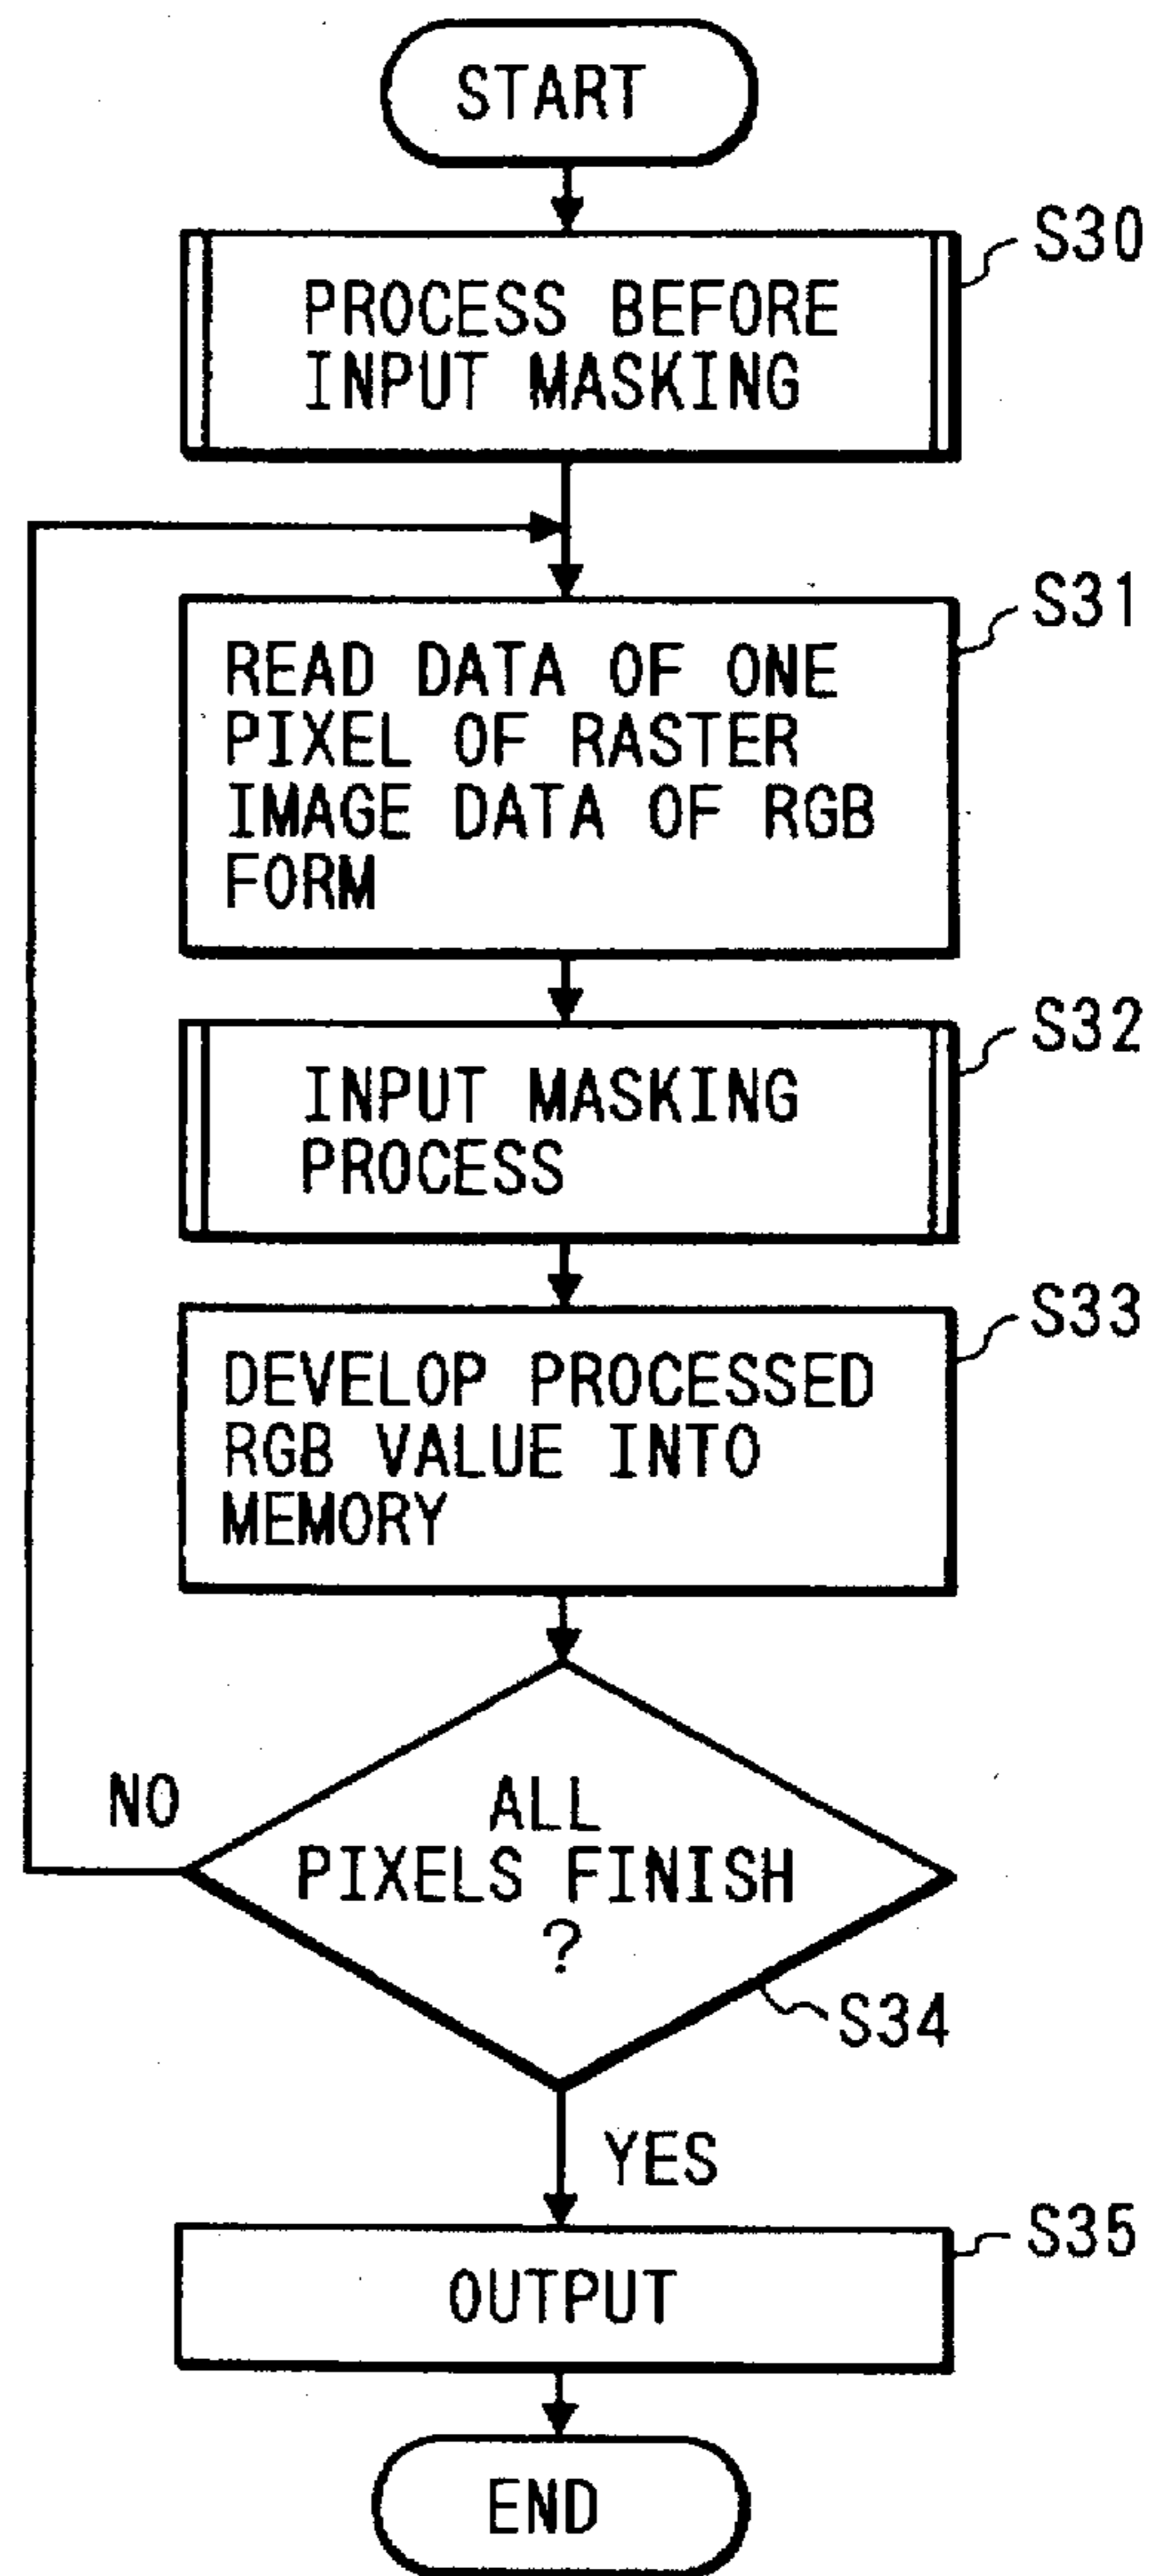 START
S30
PROCESS BEFORE
INPUT MASKING
S31
READ DATA OF ONE
PIXEL OF RASTER
IMAGE DATA OF RGB
FORM
S32
INPUT MASKING
PROCESS
S33
DEVELOP PROCESSED
RGB VALUE INTO
MEMORY
NO
ALL
PIXELS FINISH
?
S34
YES
S35
OUTPUT
END